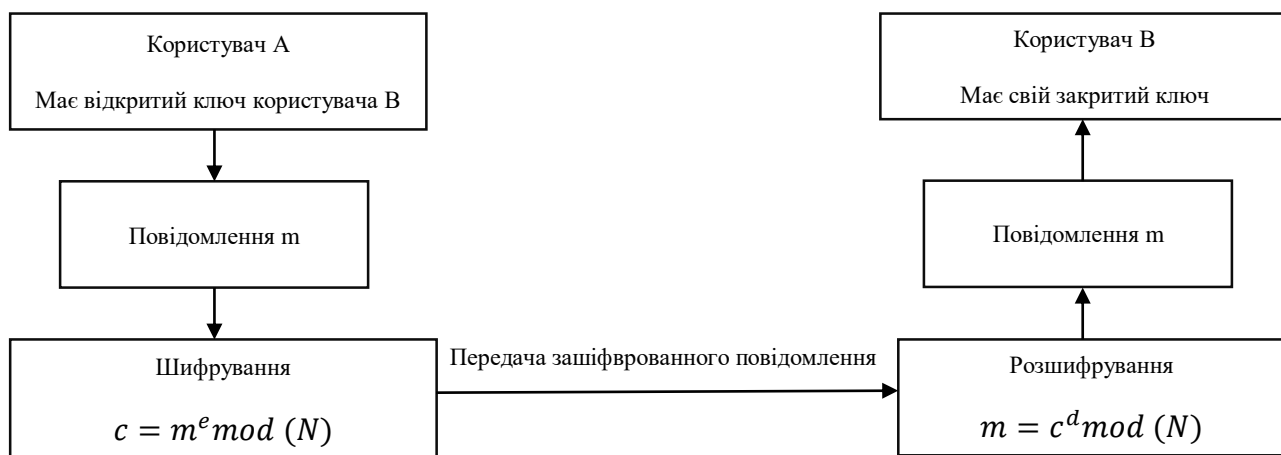 Користувач А
Має відкритий ключ користувача В
Повідомлення m
Шифрування
c = m^e mod (N)
Передача зашіфврованного повідомлення
Користувач В
Має свій закритий ключ
Повідомлення m
Розшифрування
m = c^d mod (N)